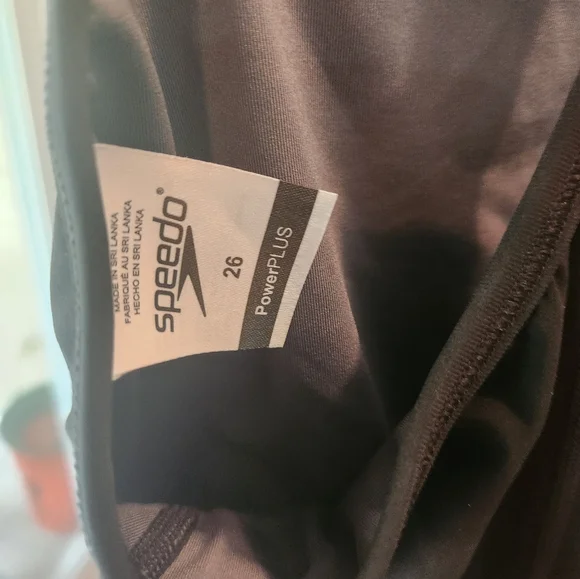 MADE IN SRI LANKA
FABRIQUÉ AU SRI LANKA
HECHO EN SRI LANKA
speedo®
26
PowerPLUS